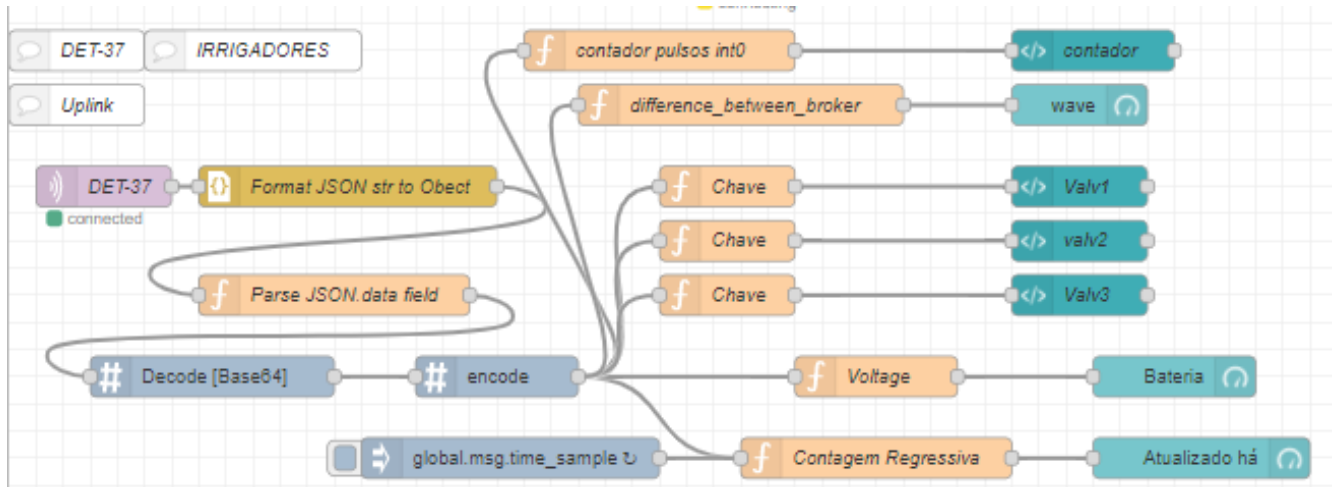 DET-37
IRRIGADORES
contador pulsos int0
contador
Uplink
difference_between_broker
wave
DET-37
Format JSON str to Obect
Chave
Valv1
connected
Chave
valv2
Parse JSON.data field
Chave
Valv3
Decode [Base64]
encode
Voltage
Bateria
global.msg.time_sample ↻
Contagem Regressiva
Atualizado há